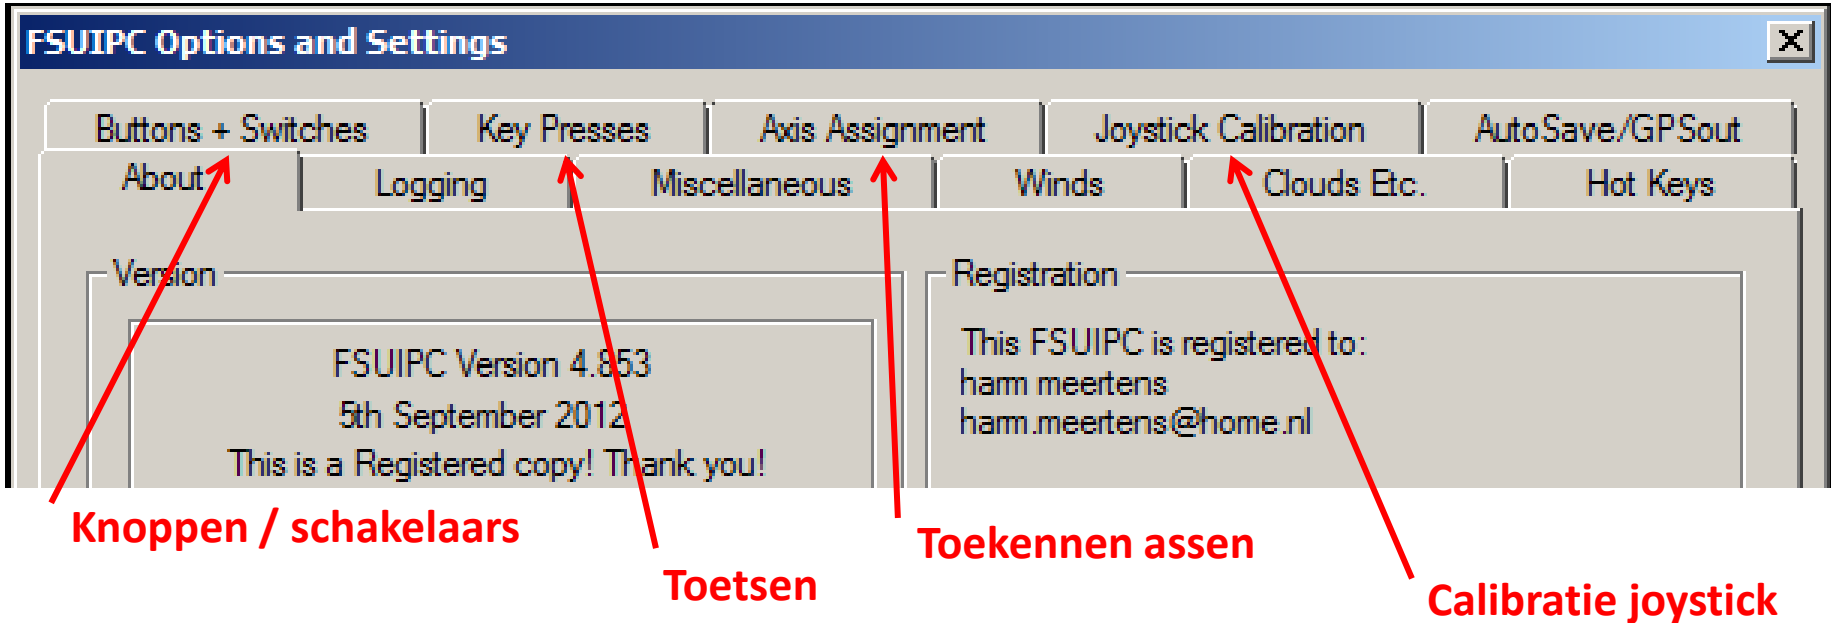 FSUIPC Options and Settings
Buttons + Switches Key Presses Axis Assignment Joystick Calibration AutoSave/GPSout
About Logging Miscellaneous Winds Clouds Etc. Hot Keys
Version
FSUIPC Version 4.853
5th September 2012
This is a Registered copy! Thank you!
Registration
This FSUIPC is registered to:
harm meertens
harm.meertens@home.nl
Knoppen / schakelaars
Toetsen
Toekennen assen
Calibratie joystick